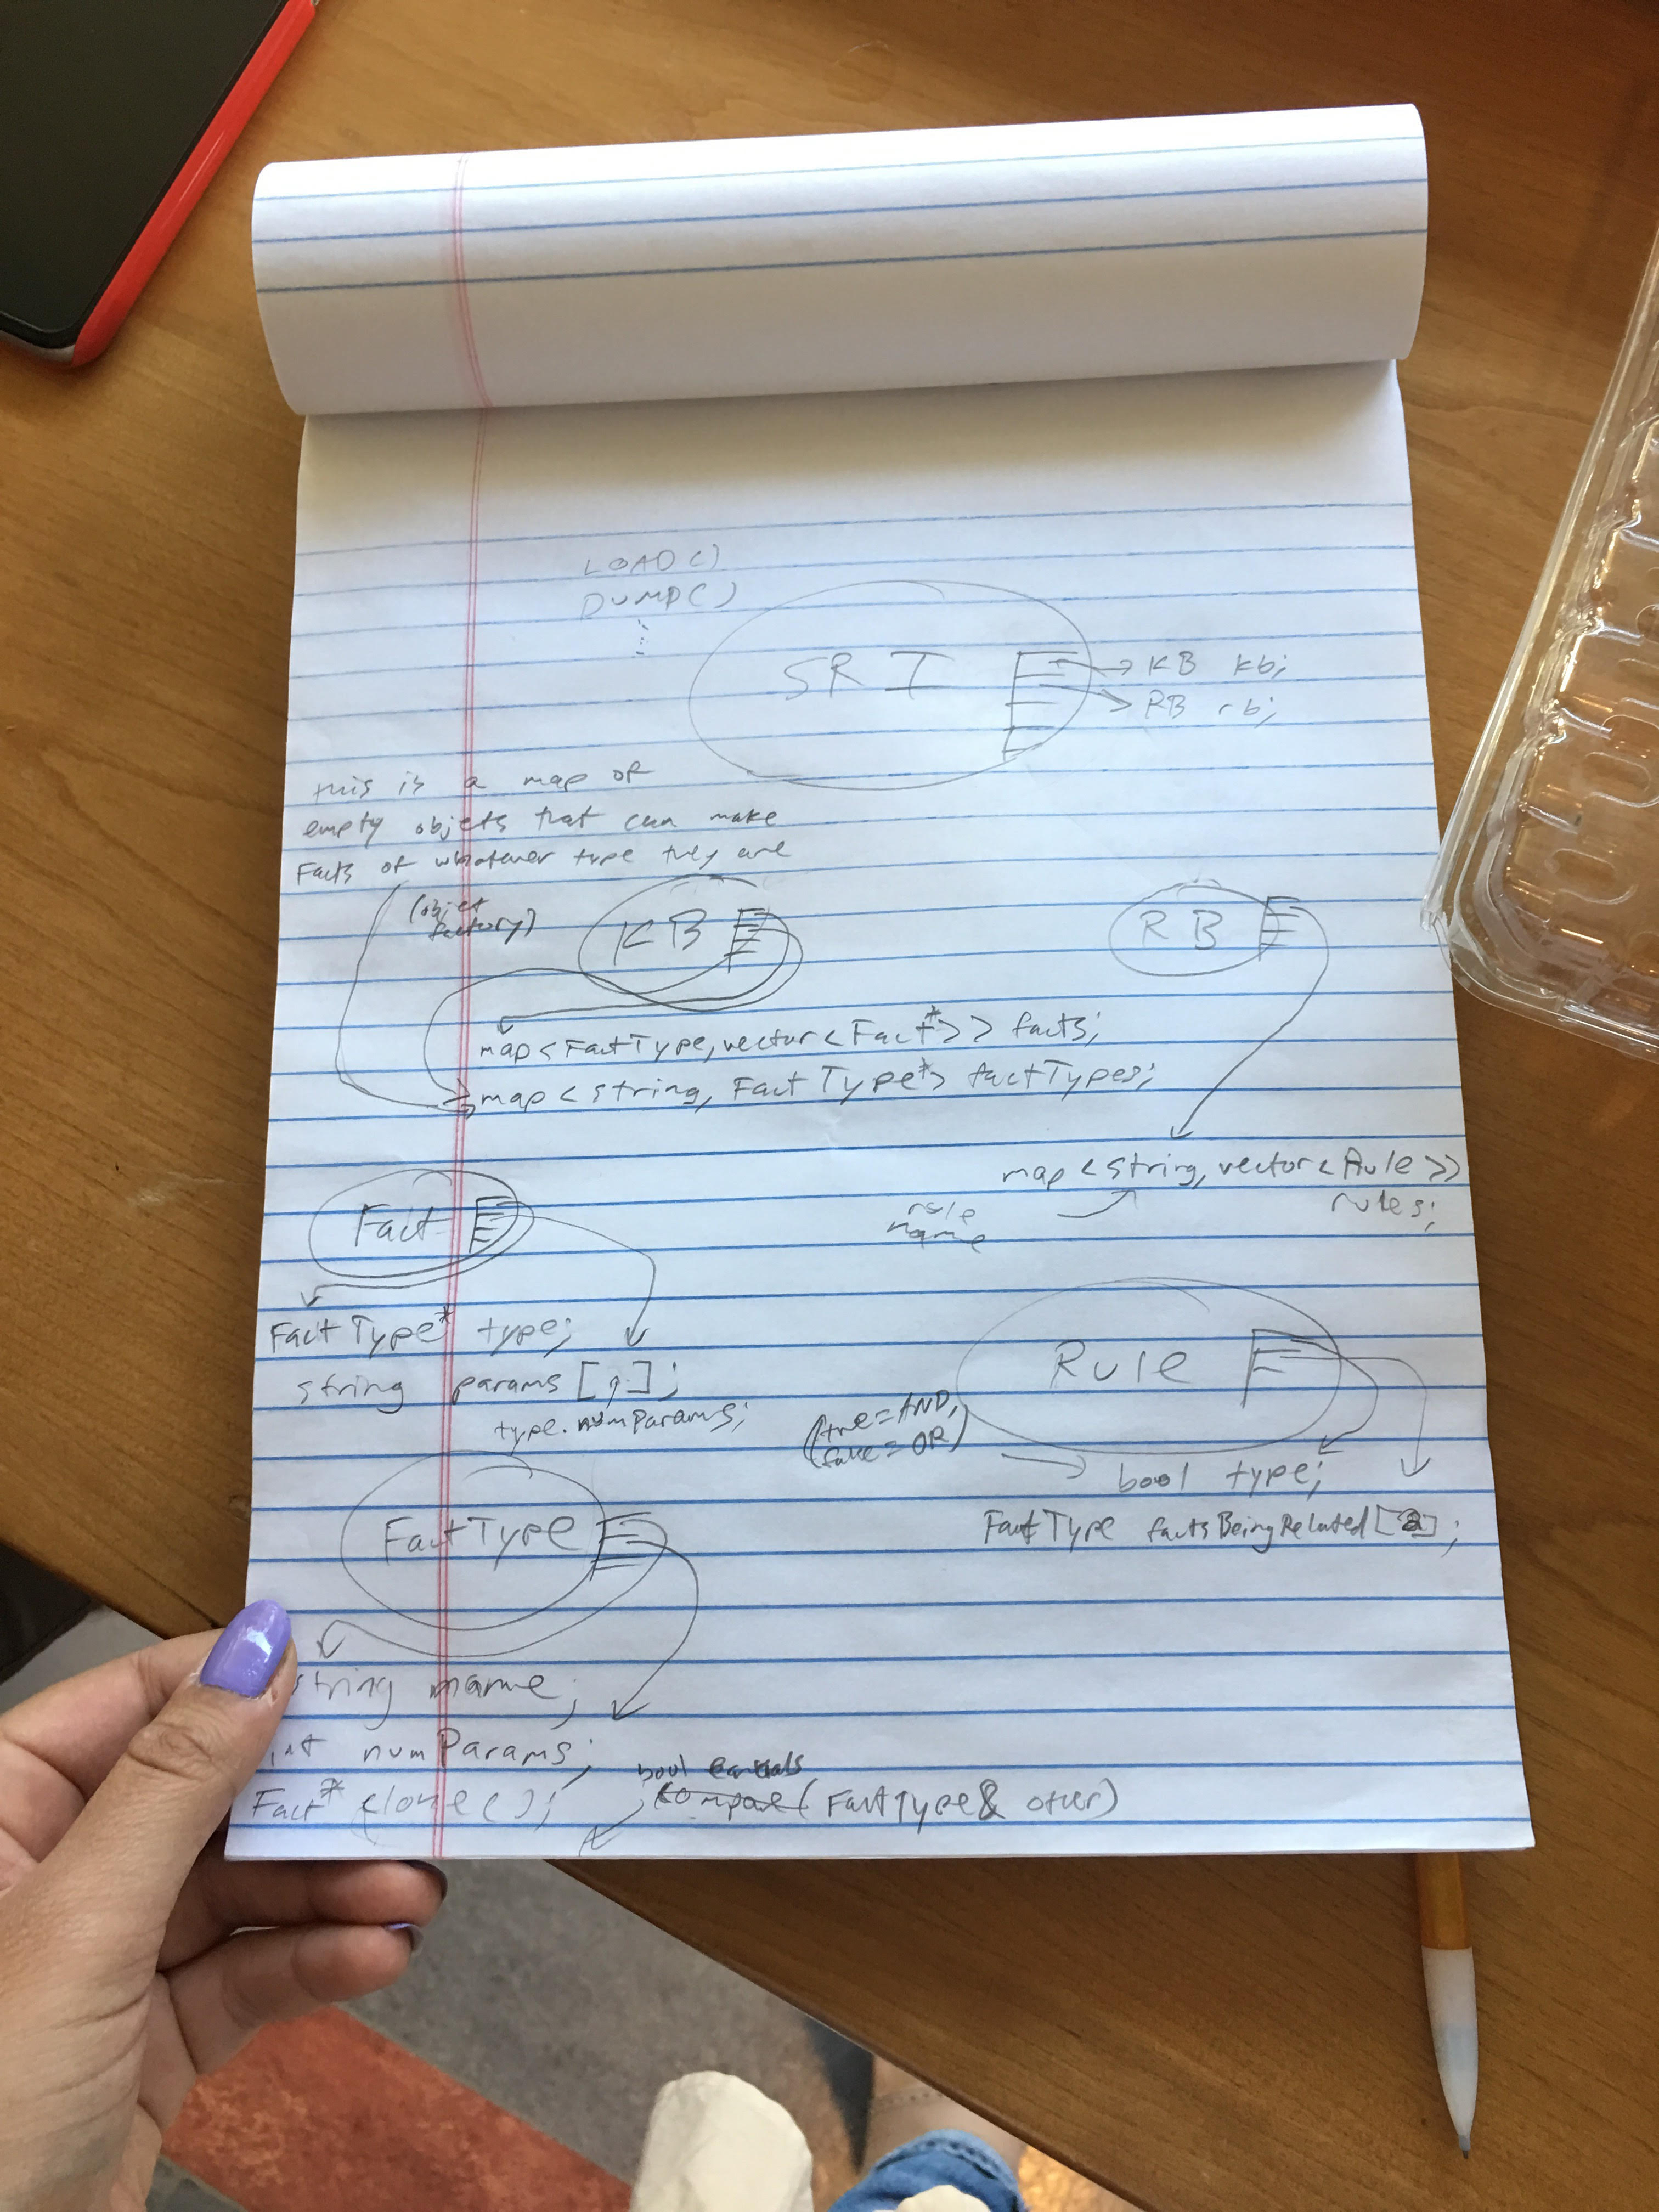 LOAD()
DUMP()
SRI
KB kb;
RB rb;
this is a map of
empty objets that can make
Facts of whatever type they are
(objet
factory)
KB
RB
map<FactType,vector<Fact*>> facts;
map<string, FactType*> factTypes;
map<string, vector<Rule>>
rules;
rule
name
Fact
FactType* type;
string params[ ];
type.numParams;
Rule
(true=AND,
false=OR)
bool type;
FactType factsBeingRelated[2];
FactType
string name;
int numParams;
Fact* clone();
bool
compare(FactType& other)